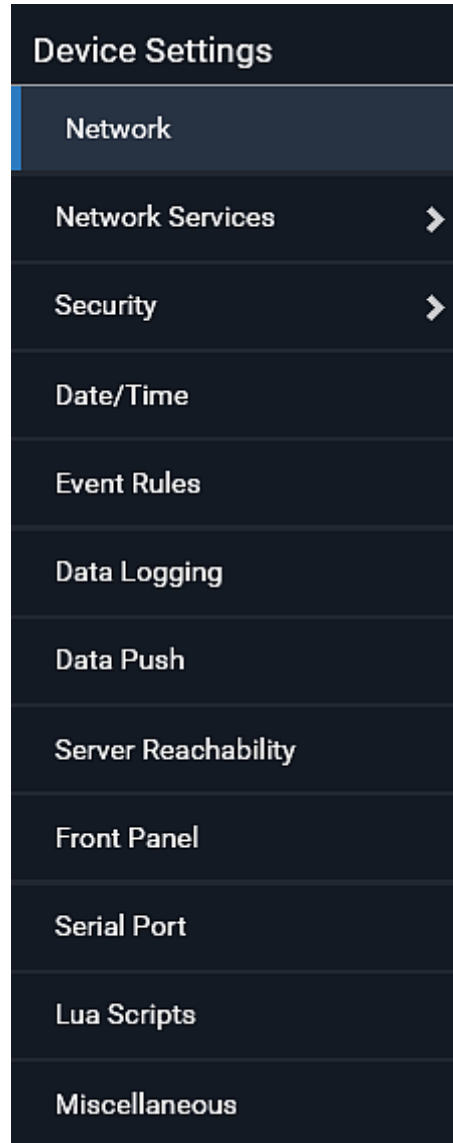 Device Settings
Network
Network Services
Security
Date/Time
Event Rules
Data Logging
Data Push
Server Reachability
Front Panel
Serial Port
Lua Scripts
Miscellaneous